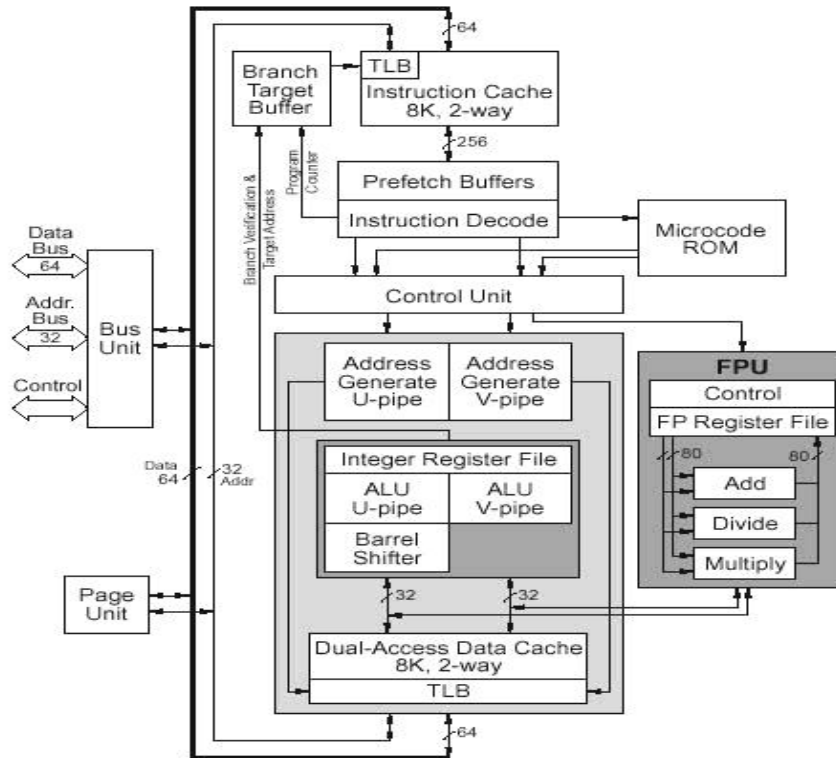 64
TLB
Instruction Cache
8K, 2-way
Branch
Target
Buffer
256
Branch Verification &
Target Address
Program
Counter
Prefetch Buffers
Instruction Decode
Microcode
ROM
Control Unit
Data
Bus
64
Addr.
Bus
32
Control
Bus
Unit
Address
Generate
U-pipe
Address
Generate
V-pipe
FPU
Control
FP Register File
80
80
Add
Divide
Multiply
Integer Register File
ALU
U-pipe
ALU
V-pipe
Barrel
Shifter
Data
64
32
Addr
32
32
Page
Unit
Dual-Access Data Cache
8K, 2-way
TLB
64